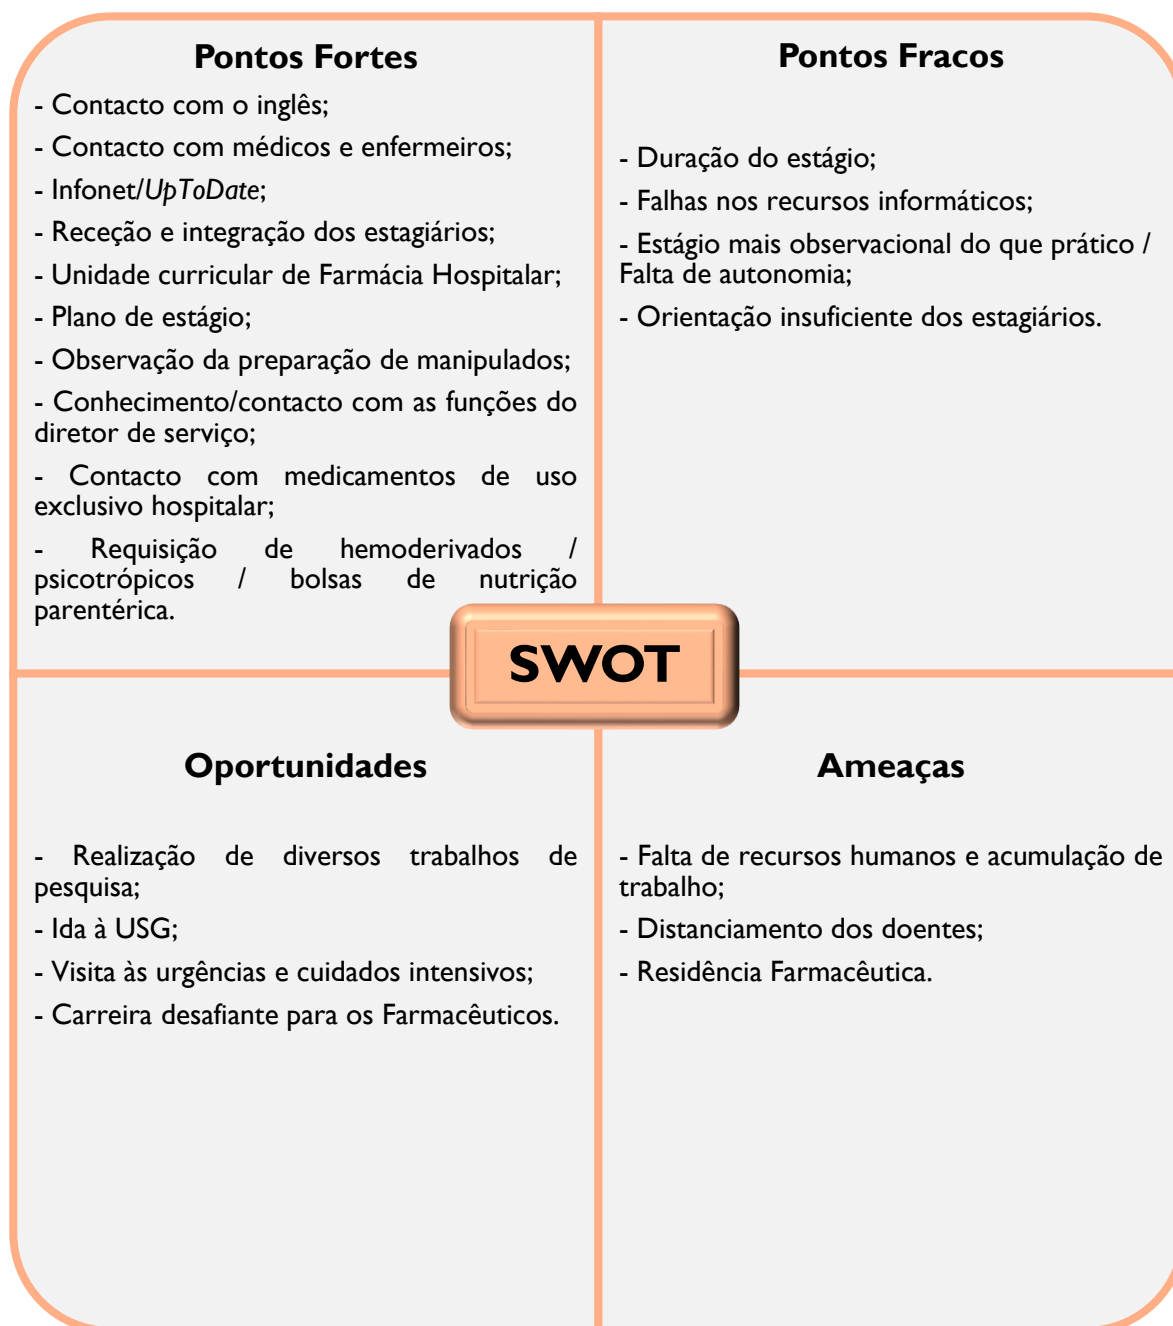 Pontos Fortes
- Contacto com o inglês;
- Contacto com médicos e enfermeiros;
- Infonet/UpToDate;
- Receção e integração dos estagiários;
- Unidade curricular de Farmácia Hospitalar;
- Plano de estágio;
- Observação da preparação de manipulados;
- Conhecimento/contacto com as funções do
diretor de serviço;
- Contacto com medicamentos de uso
exclusivo hospitalar;
- Requisição de hemoderivados /
psicotrópicos / bolsas de nutrição
parentérica.
Pontos Fracos
- Duração do estágio;
- Falhas nos recursos informáticos;
- Estágio mais observacional do que prático /
Falta de autonomia;
- Orientação insuficiente dos estagiários.
SWOT
Oportunidades
- Realização de diversos trabalhos de
pesquisa;
- Ida à USG;
- Visita às urgências e cuidados intensivos;
- Carreira desafiante para os Farmacêuticos.
Ameaças
- Falta de recursos humanos e acumulação de
trabalho;
- Distanciamento dos doentes;
- Residência Farmacêutica.